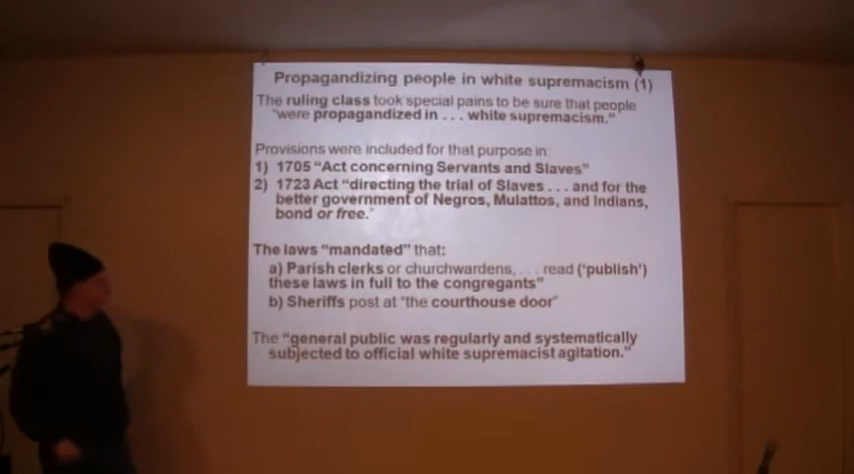 Propagandizing people in white supremacism (1)
The ruling class took special pains to be sure that people
"were propagandized in . . . white supremacism."
Provisions were included for that purpose in:
1) 1705 "Act concerning Servants and Slaves"
2) 1723 Act "directing the trial of Slaves . . . and for the
better government of Negros, Mulattos, and Indians,
bond or free."
The laws "mandated" that:
a) Parish clerks or churchwardens, . . . read ('publish')
these laws in full to the congregants"
b) Sheriffs post at "the courthouse door"
The "general public was regularly and systematically
subjected to official white supremacist agitation."